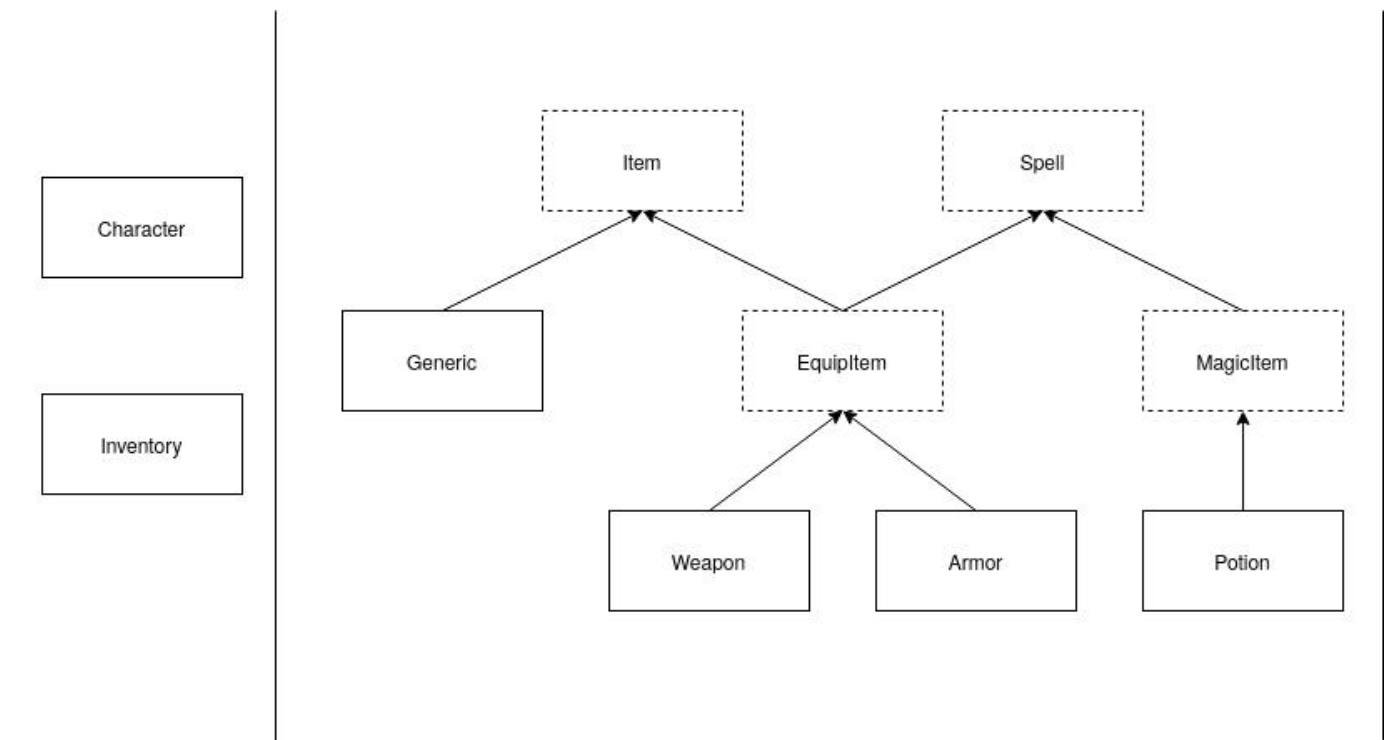 Item
Spell
Character
Generic
EquipItem
MagicItem
Inventory
Weapon
Armor
Potion